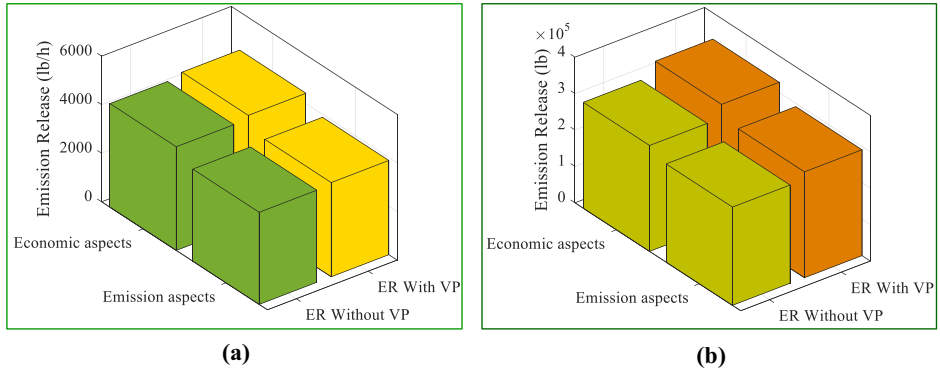 Emission Release (lb/h)
6000
4000
2000
0
Economic aspects
Emission aspects
ER With VP
ER Without VP
(a)
× 10⁵
Emission Release (lb)
4
3
2
1
0
Economic aspects
Emission aspects
ER With VP
ER Without VP
(b)